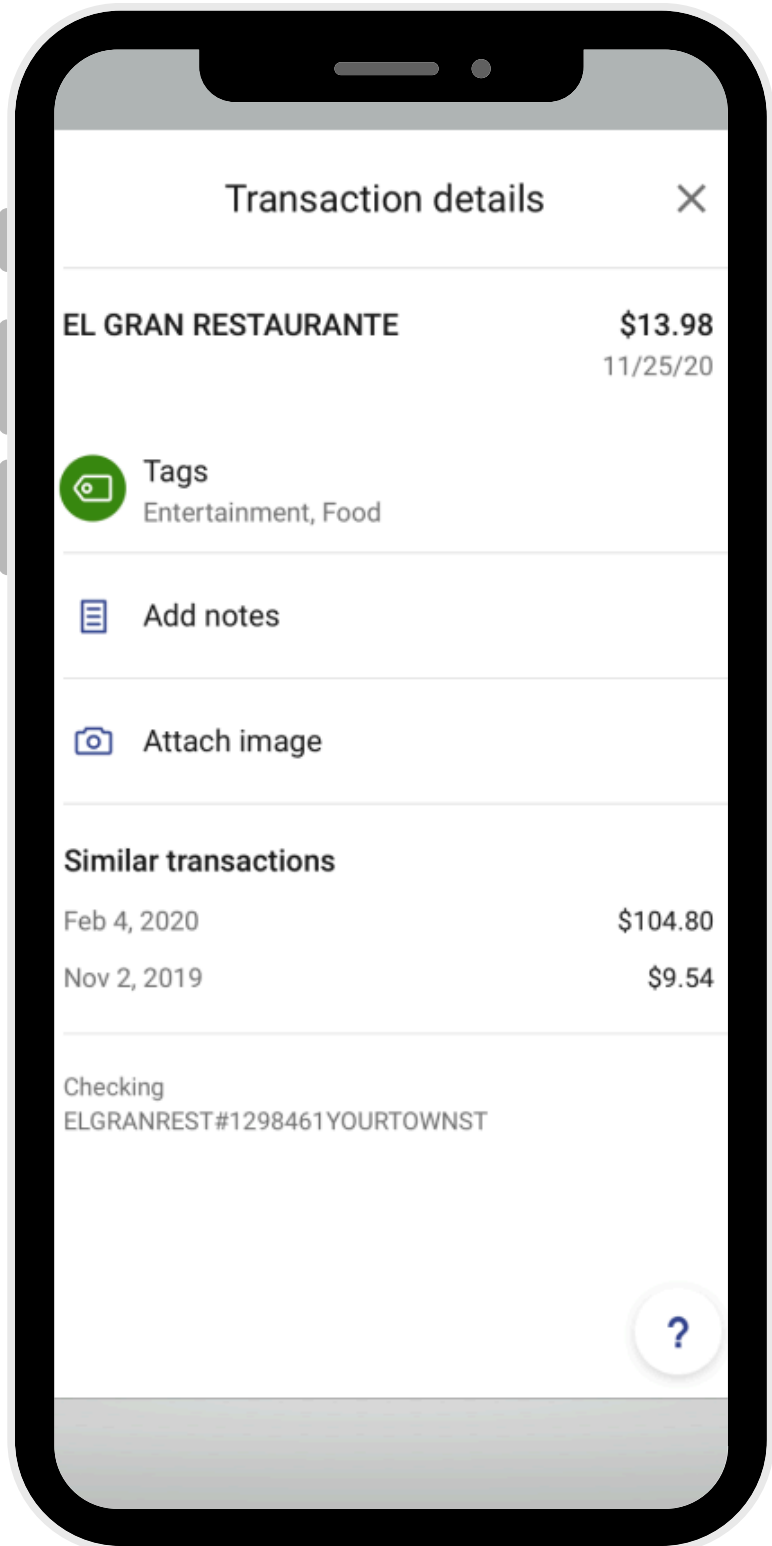 Transaction details
EL GRAN RESTAURANTE $13.98
11/25/20
Tags
Entertainment, Food
Add notes
Attach image
Similar transactions
Feb 4, 2020 $104.80
Nov 2, 2019 $9.54
Checking
ELGRANREST#1298461YOURTOWNST
?